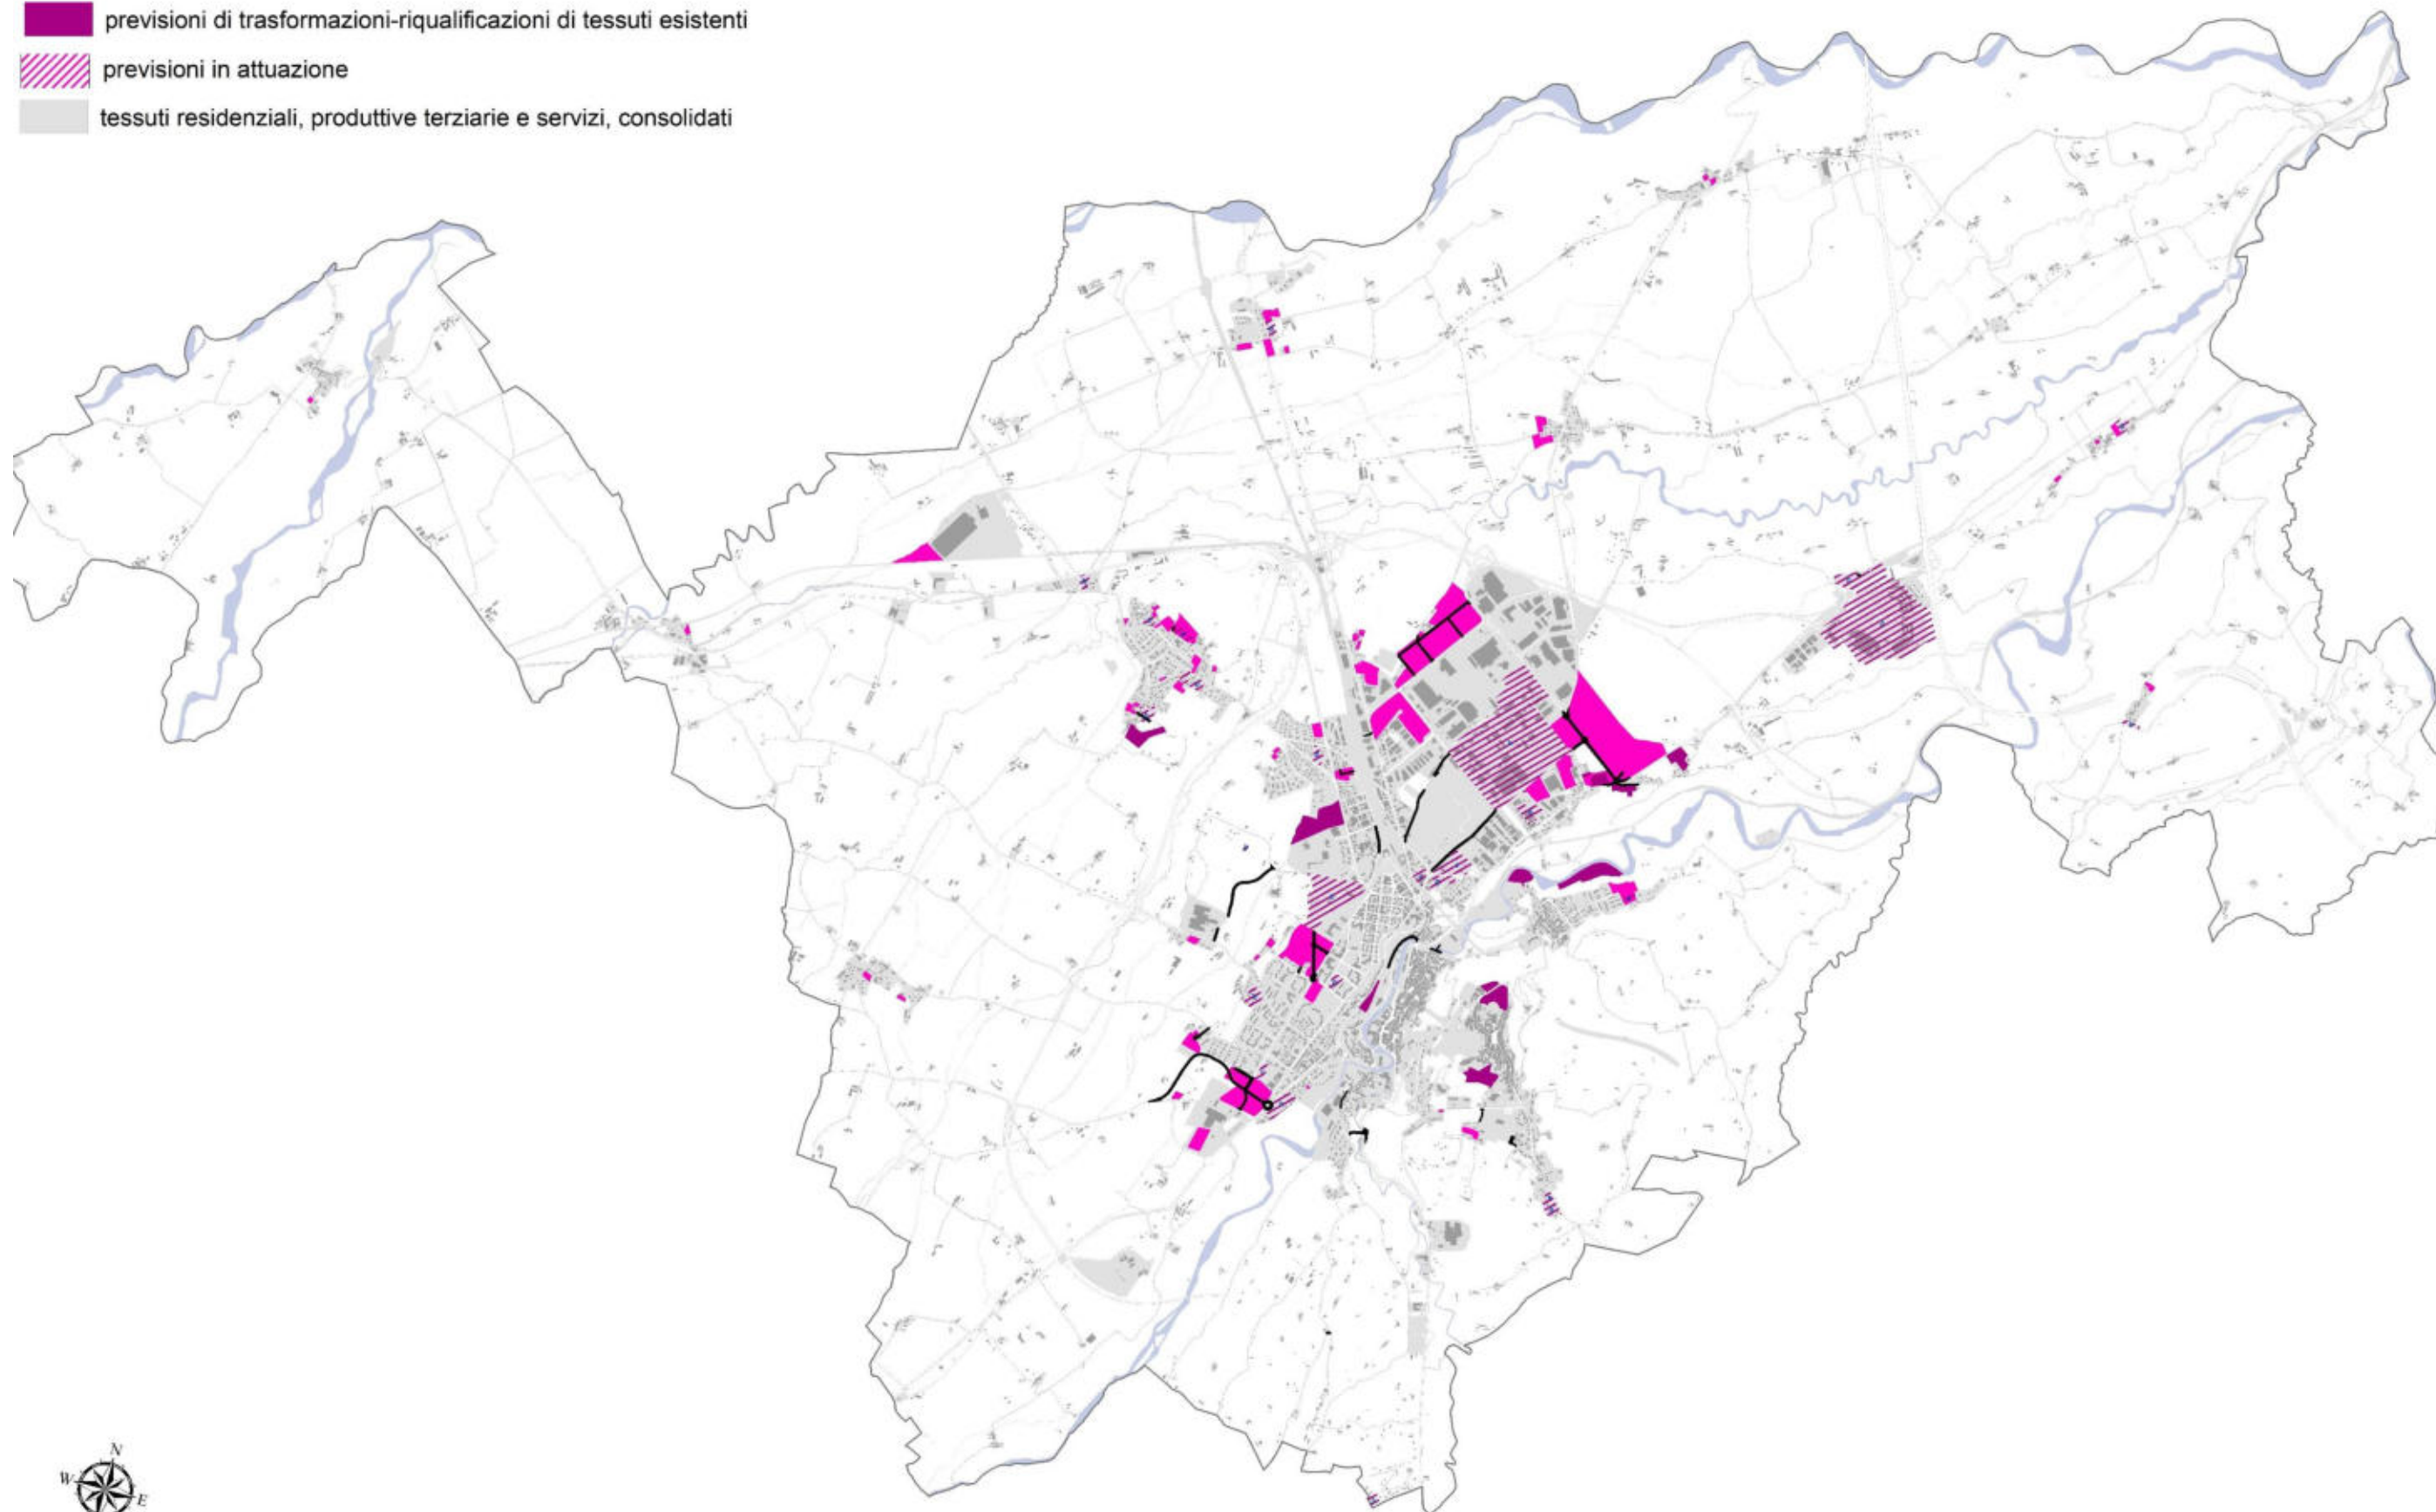 previsioni di trasformazioni-riqualificazioni di tessuti esistenti
previsioni in attuazione
tessuti residenziali, produttive terziarie e servizi, consolidati
N
W
E